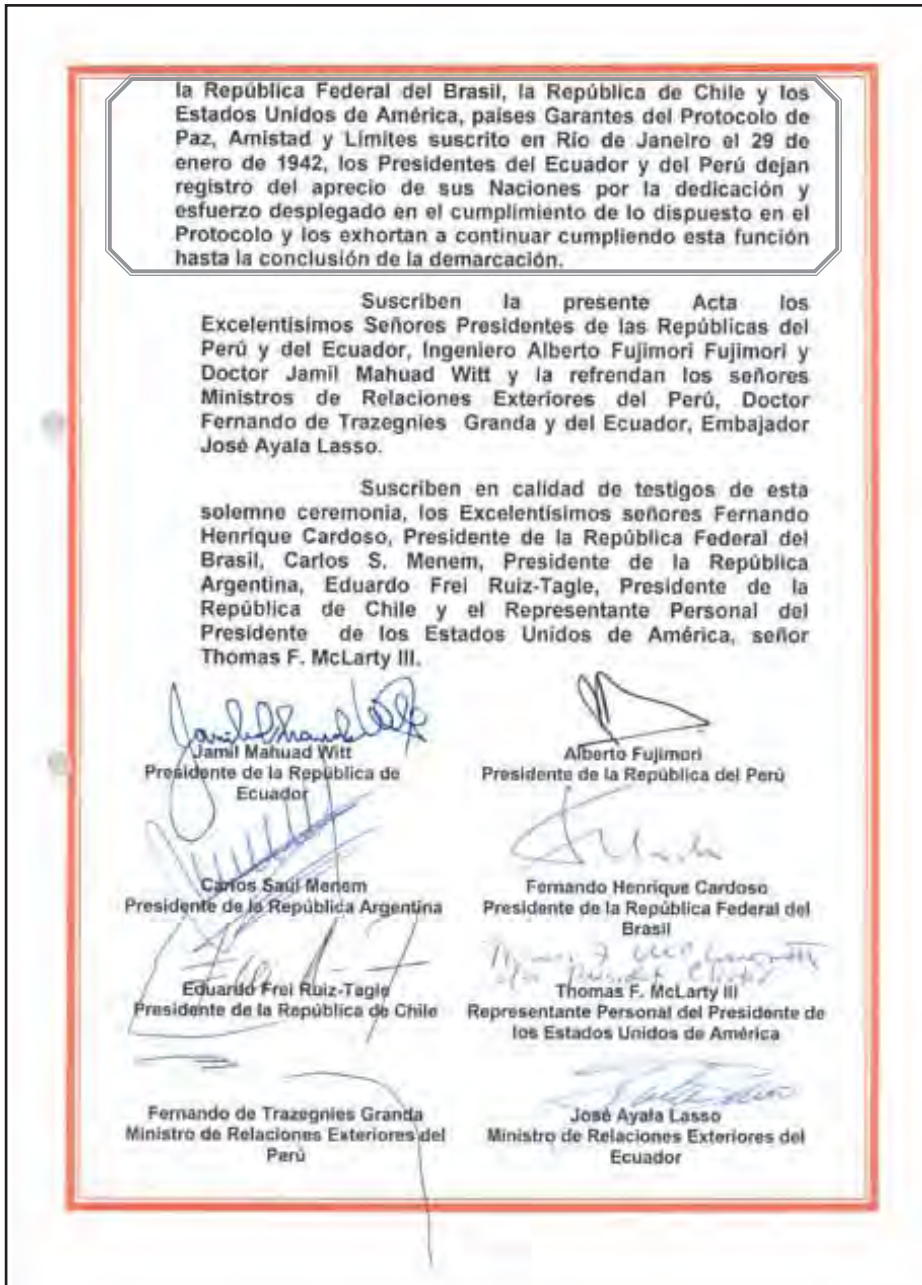 la República Federal del Brasil, la República de Chile y los
Estados Unidos de América, países Garantes del Protocolo de
Paz, Amistad y Límites suscrito en Río de Janeiro el 29 de
enero de 1942, los Presidentes del Ecuador y del Perú dejan
registro del aprecio de sus Naciones por la dedicación y
esfuerzo desplegado en el cumplimiento de lo dispuesto en el
Protocolo y los exhortan a continuar cumpliendo esta función
hasta la conclusión de la demarcación.
Suscriben la presente Acta los
Excelentísimos Señores Presidentes de las Repúblicas del
Perú y del Ecuador, Ingeniero Alberto Fujimori Fujimori y
Doctor Jamil Mahuad Witt y la refrendan los señores
Ministros de Relaciones Exteriores del Perú, Doctor
Fernando de Trazegnies Granda y del Ecuador, Embajador
José Ayala Lasso.
Suscriben en calidad de testigos de esta
solemne ceremonia, los Excelentísimos señores Fernando
Henrique Cardoso, Presidente de la República Federal del
Brasil, Carlos S. Menem, Presidente de la República
Argentina, Eduardo Frei Ruiz-Tagle, Presidente de la
República de Chile y el Representante Personal del
Presidente de los Estados Unidos de América, señor
Thomas F. McLarty III.
Jamil Mahuad Witt
Presidente de la República de
Ecuador
Alberto Fujimori
Presidente de la República del Perú
Carlos Saúl Menem
Presidente de la República Argentina
Fernando Henrique Cardoso
Presidente de la República Federal del
Brasil
Eduardo Frei Ruiz-Tagle
Presidente de la República de Chile
Thomas F. McLarty III
Representante Personal del Presidente de
los Estados Unidos de América
Fernando de Trazegnies Granda
Ministro de Relaciones Exteriores del
Perú
José Ayala Lasso
Ministro de Relaciones Exteriores del
Ecuador